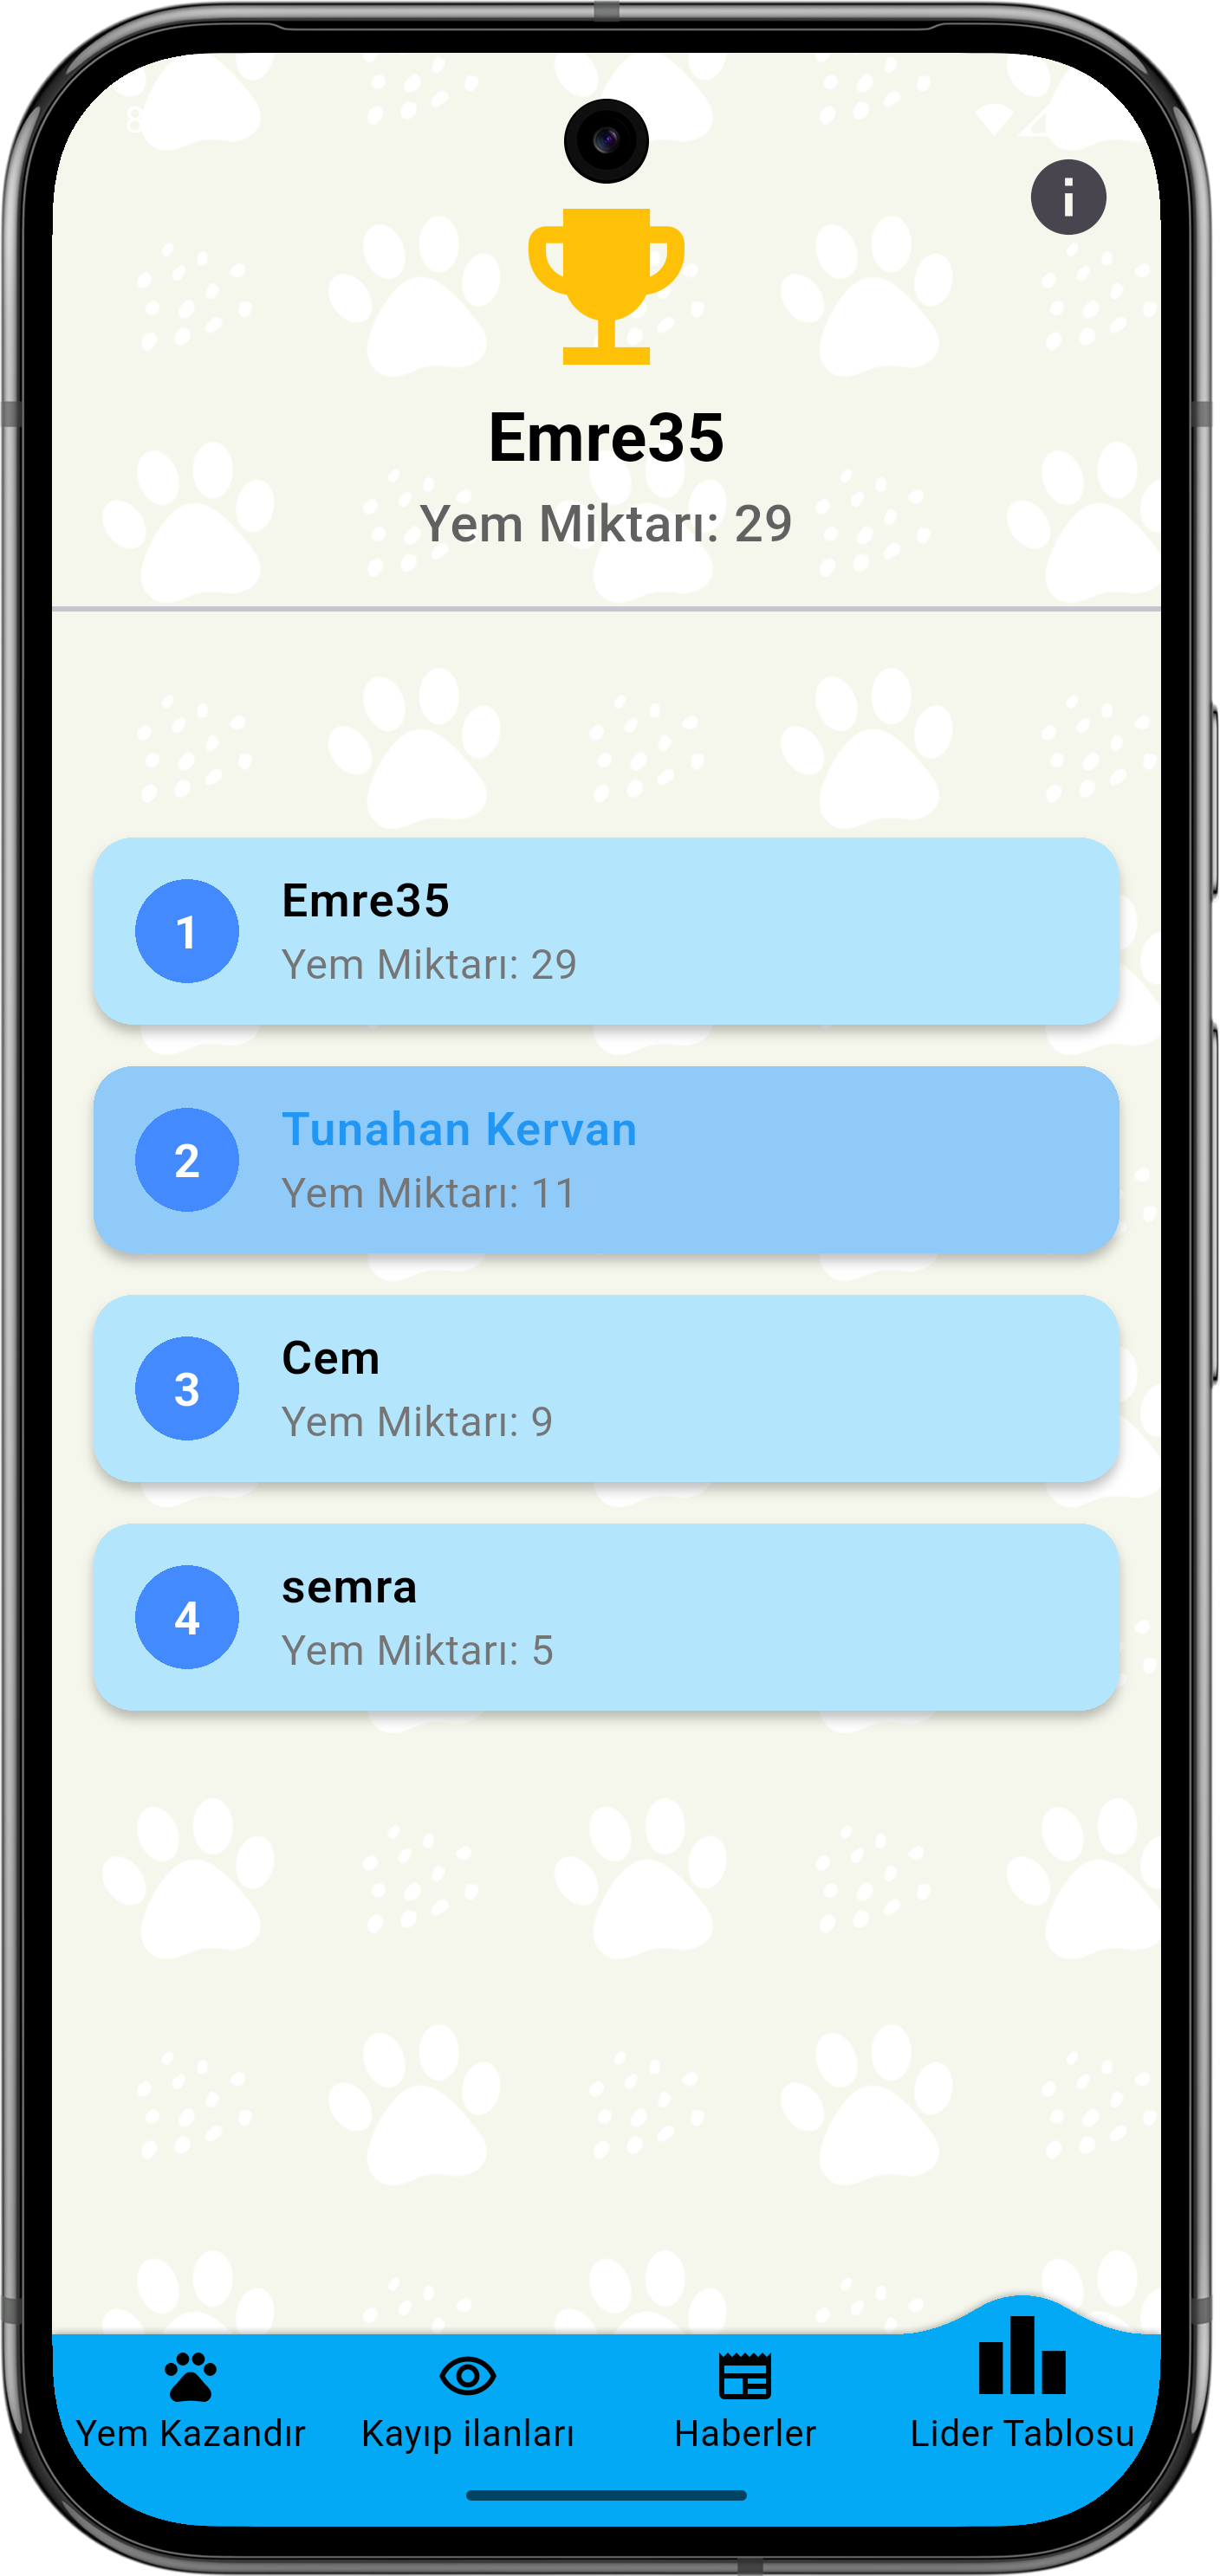 Emre35
Yem Miktarı: 29
1
Emre35
Yem Miktarı: 29
2
Tunahan Kervan
Yem Miktarı: 11
3
Cem
Yem Miktarı: 9
4
semra
Yem Miktarı: 5
Yem Kazandır
Kayıp ilanları
Haberler
Lider Tablosu